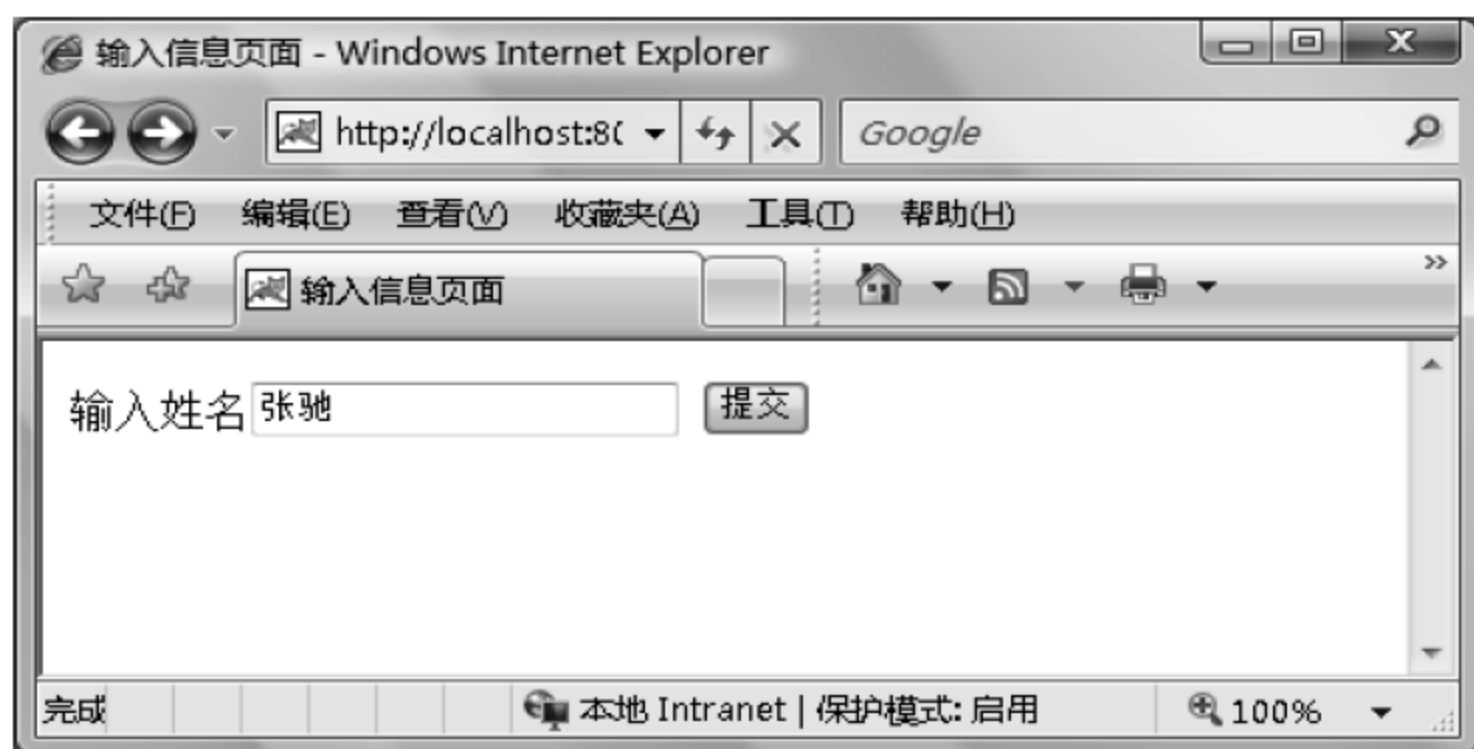 输入信息页面 - Windows Internet Explorer
http://localhost:8( Google
文件(F) 编辑(E) 查看(V) 收藏夹(A) 工具(T) 帮助(H)
输入信息页面 »
输入姓名 张驰 提交
完成 本地 Intranet | 保护模式: 启用 100%